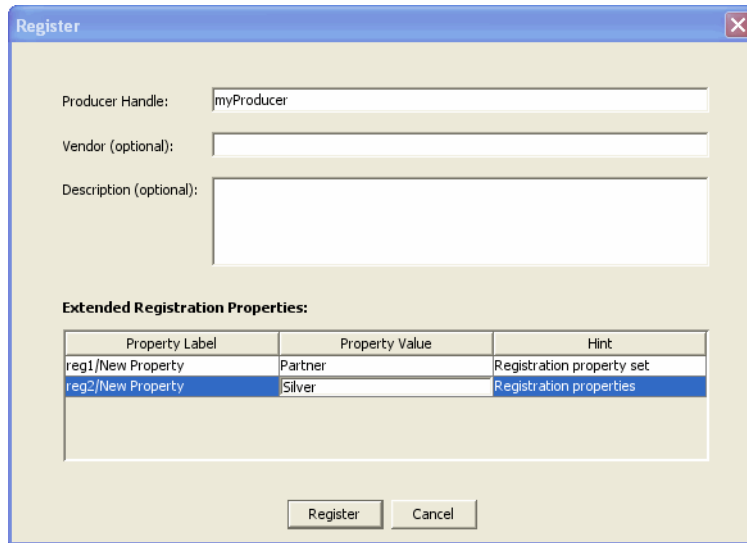 Register
Producer Handle: myProducer
Vendor (optional):
Description (optional):
Extended Registration Properties:
Property Label Property Value Hint
reg1/New Property Partner Registration property set
reg2/New Property Silver Registration properties
Register Cancel